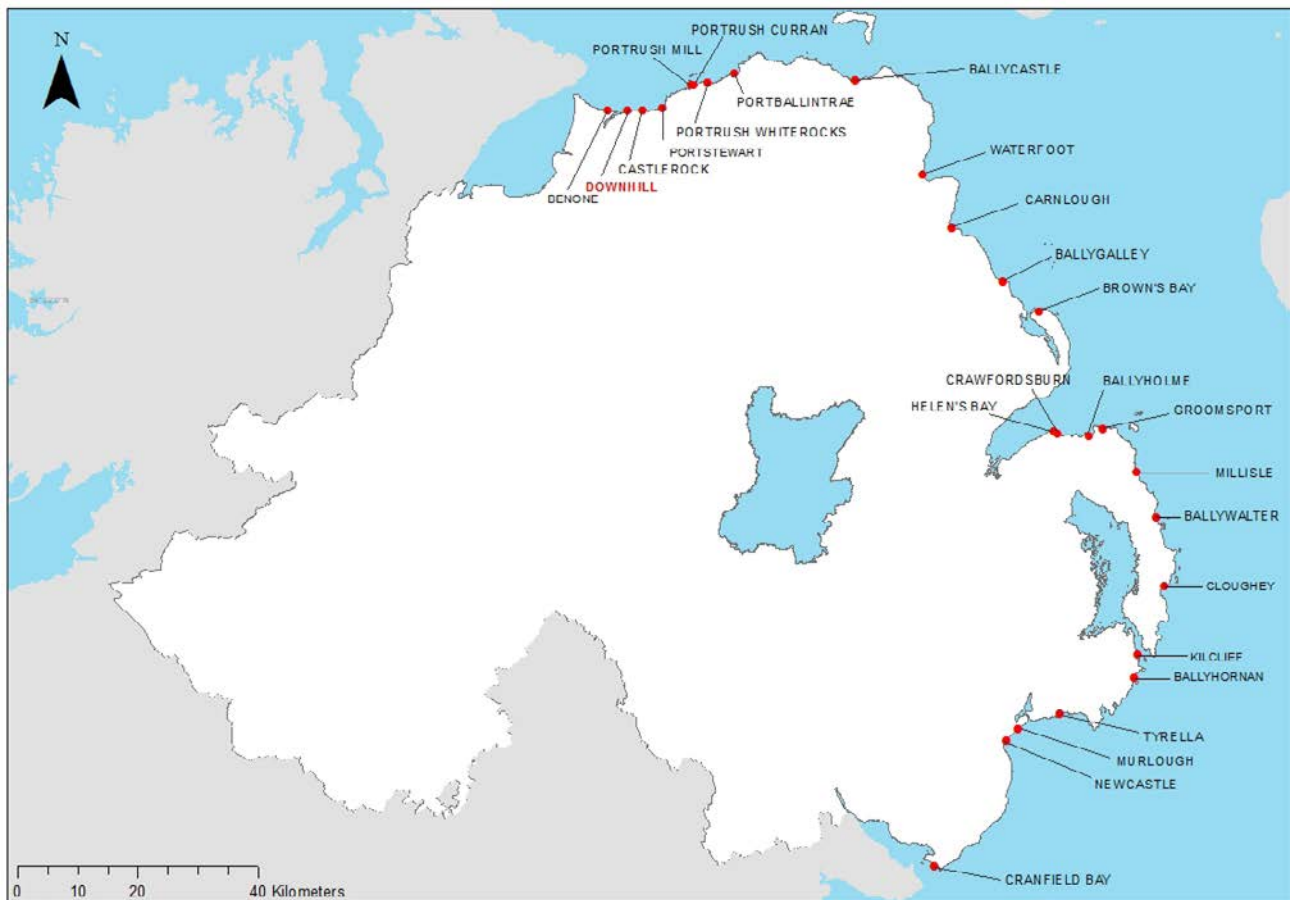 N
PORTRUSH CURRAN
PORTRUSH MILL
BALLYCASTLE
PORTBALLINTRAE
PORTRUSH WHITEROCKS
PORTSTEWART
CASTLEROCK
DOWNHILL
BENONE
WATERFOOT
CARNLOUGH
BALLYGALLEY
BROWN'S BAY
CRAWFORDSBURN
BALLYHOLME
HELEN'S BAY
GROOMSPORT
MILLISLE
BALLYWALTER
CLOUGHEY
KILCLIEF
BALLYHORNAN
TYRELLA
MURLOUGH
NEWCASTLE
CRANFIELD BAY
0 10 20 40 Kilometers